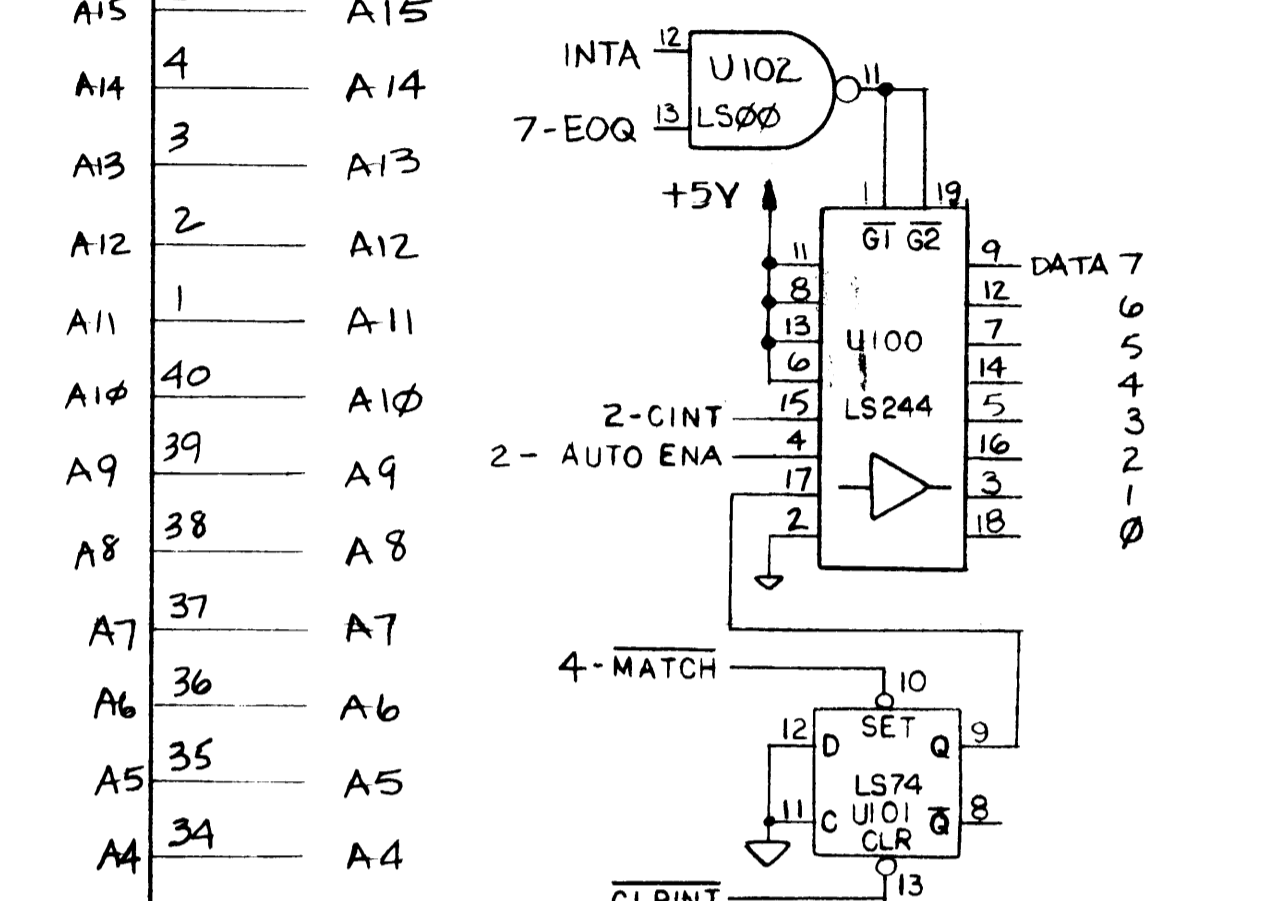 A15 A15
4
A14 A14
3
A13 A13
2
A12 A12
1
A11 A11
40
A1Ø A1Ø
39
A9 A9
38
A8 A8
37
A7 A7
36
A6 A6
35
A5 A5
34
A4 A4
INTA 12 U102 11
7-EOQ 13 LSØØ
+5V 1 19
G1 G2
11 9 DATA 7
8 12 6
13 U100 7 5
6 14 4
2-CINT 15 LS244 5 3
2- AUTO ENA 4 16 2
17 3 1
2 18 Ø
4-MATCH 10
12 D SET Q 9
LS74
11 C U101 Q 8
CLR
CLRINT 13